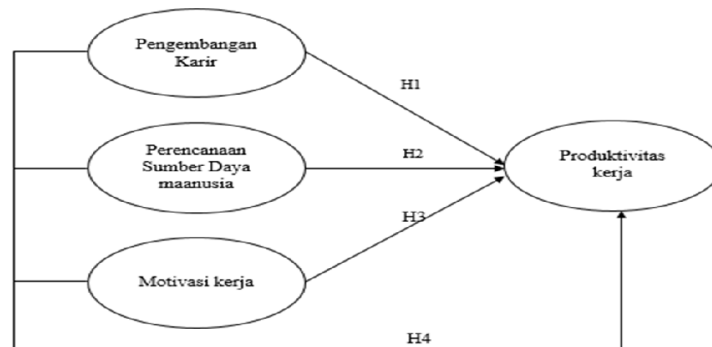 Pengembangan
Karir
H1
Perencanaan
Sumber Daya
maanusia
H2
Produktivitas
kerja
H3
Motivasi kerja
H4